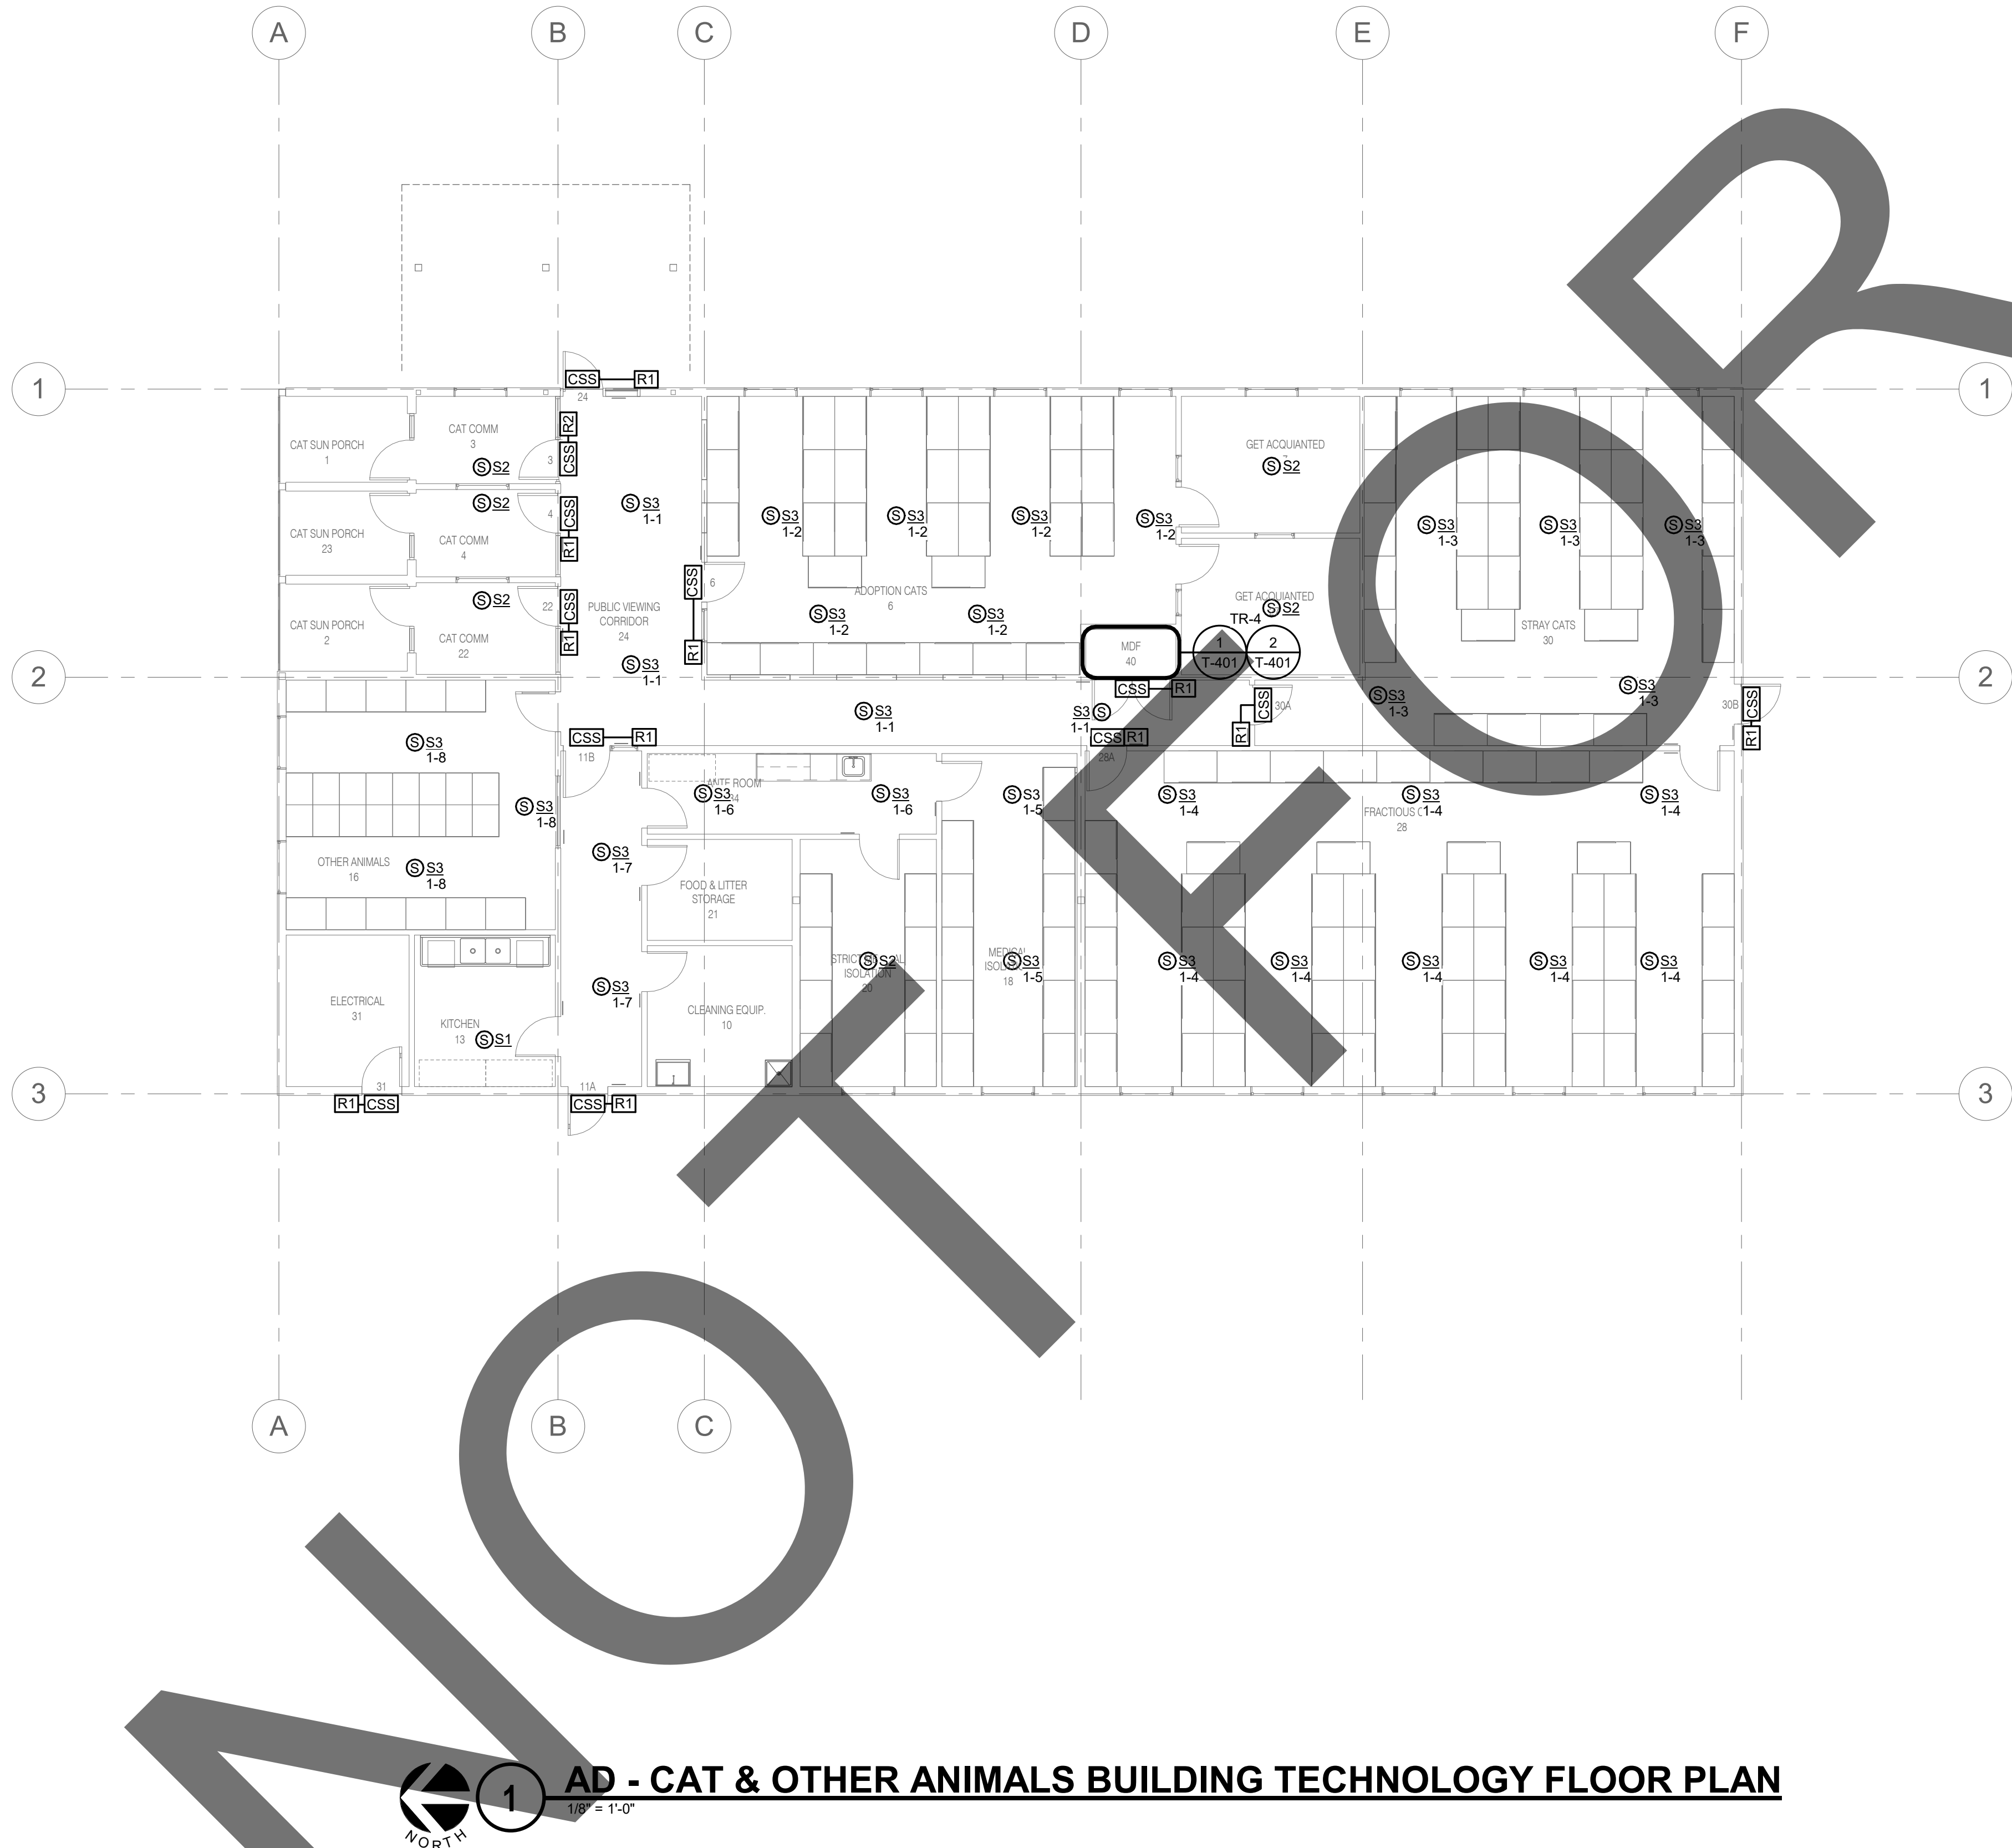 A B C D E F
1 1
CSS R1
24
R2
CSS
CAT SUN PORCH
1
CAT COMM
3
3
S S2
GET ACQUIANTED
S S2
S S2
4
CSS
R1
S S3
1-1
S S3
1-2
S S3
1-2
S S3
1-2
S S3
1-2
S S3
1-3
S S3
1-3
S S3
1-3
CAT SUN PORCH
23
CAT COMM
4
CSS
6
R1
ADOPTION CATS
6
S S2
22
CSS
R1
PUBLIC VIEWING
CORRIDOR
24
GET ACQUIANTED
S S2
S S3
1-2
S S3
1-2
CAT SUN PORCH
2
CAT COMM
22
STRAY CATS
30
TR-4
MDF
40
1
T-401
2
T-401
S S3
1-1
2 2
CSS R1
S S3
1-3
S S3
1-3
30A
CSS
R1
30B
CSS
R1
S S3
1-1
S3 S
1-1
CSS R1
11B
CSS R1
28A
S S3
1-8
S S3
1-8
S S3
1-8
OTHER ANIMALS
16
ANTE ROOM
34
S S3
1-6
S S3
1-6
S S3
1-5
S S3
1-4
S S3
1-4
S S3
1-4
FRACTIOUS C
28
S S3
1-7
FOOD & LITTER
STORAGE
21
S S3
1-7
STRICT
ISOLATION
20
S S2
MEDICAL
18
S S3
1-5
S S3
1-4
S S3
1-4
S S3
1-4
S S3
1-4
S S3
1-4
ELECTRICAL
31
KITCHEN
13
S S1
CLEANING EQUIP.
10
31
11A
3 3
R1 CSS
CSS R1
A B C
NOT FOR
NORTH
1
AD - CAT & OTHER ANIMALS BUILDING TECHNOLOGY FLOOR PLAN
1/8" = 1'-0"